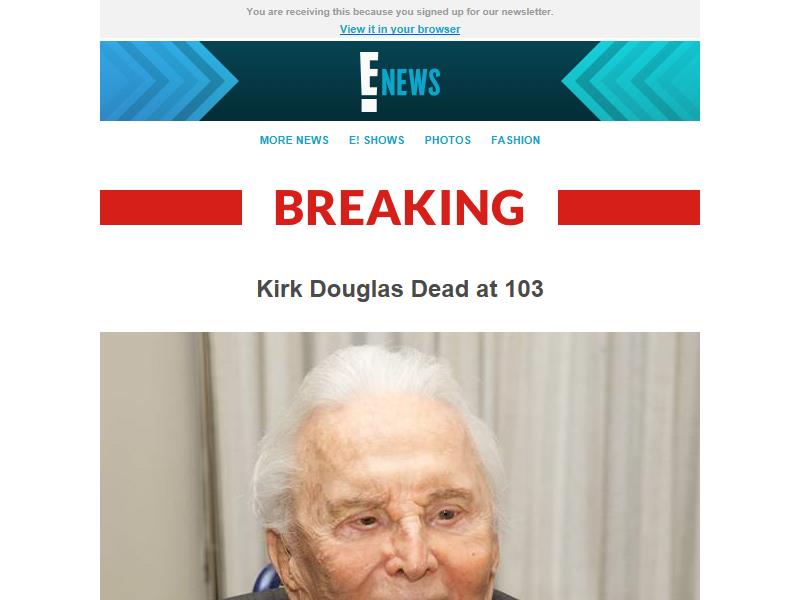 You are receiving this because you signed up for our newsletter.
View it in your browser
E! NEWS
MORE NEWS E! SHOWS PHOTOS FASHION
BREAKING
Kirk Douglas Dead at 103